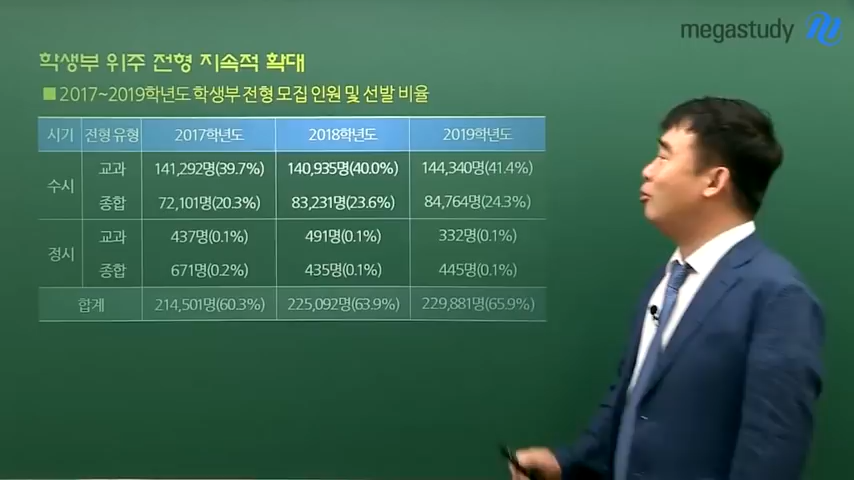 megastudy
학생부 위주 전형 지속적 확대
■ 2017~2019학년도 학생부 전형 모집 인원 및 선발 비율
시기 전형 유형 2017학년도 2018학년도 2019학년도
수시 교과 141,292명(39.7%) 140,935명(40.0%) 144,340명(41.4%)
종합 72,101명(20.3%) 83,231명(23.6%) 84,764명(24.3%)
정시 교과 437명(0.1%) 491명(0.1%) 332명(0.1%)
종합 671명(0.2%) 435명(0.1%) 445명(0.1%)
합계 214,501명(60.3%) 225,092명(63.9%) 229,881명(65.9%)